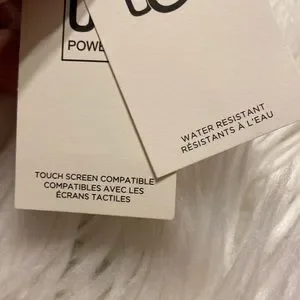 POWE
TOUCH SCREEN COMPATIBLE
COMPATIBLES AVEC LES
ÉCRANS TACTILES
WATER RESISTANT
RÉSISTANTS À L'EAU